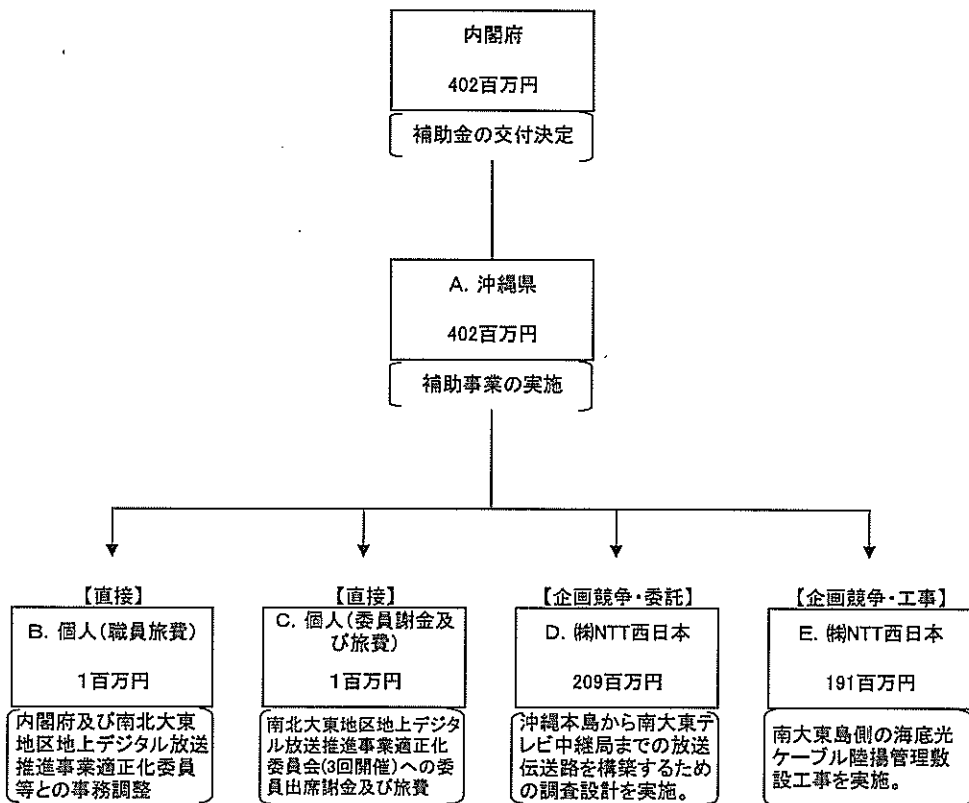 内閣府
402百万円
補助金の交付決定
A. 沖縄県
402百万円
補助事業の実施
【直接】
B. 個人(職員旅費)
1百万円
内閣府及び南北大東
地区地上デジタル放送
推進事業適正化委員
等との事務調整
【直接】
C. 個人(委員謝金及
び旅費)
1百万円
南北大東地区地上デジタ
ル放送推進事業適正化
委員会(3回開催)への委
員出席謝金及び旅費
【企画競争・委託】
D. ㈱NTT西日本
209百万円
沖縄本島から南大東テ
レビ中継局までの放送
伝送路を構築するため
の調査設計を実施。
【企画競争・工事】
E. ㈱NTT西日本
191百万円
南大東島側の海底光
ケーブル陸揚管理敷
設工事を実施。